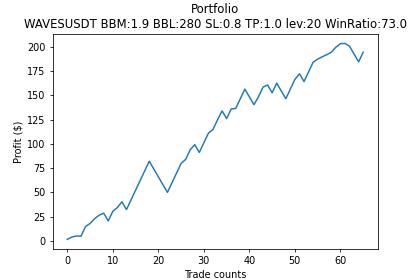 Portfolio
WAVESUSDT BBM:1.9 BBL:280 SL:0.8 TP:1.0 lev:20 WinRatio:73.0
200
175
150
125
100
75
50
25
0
Profit ($)
0 10 20 30 40 50 60
Trade counts